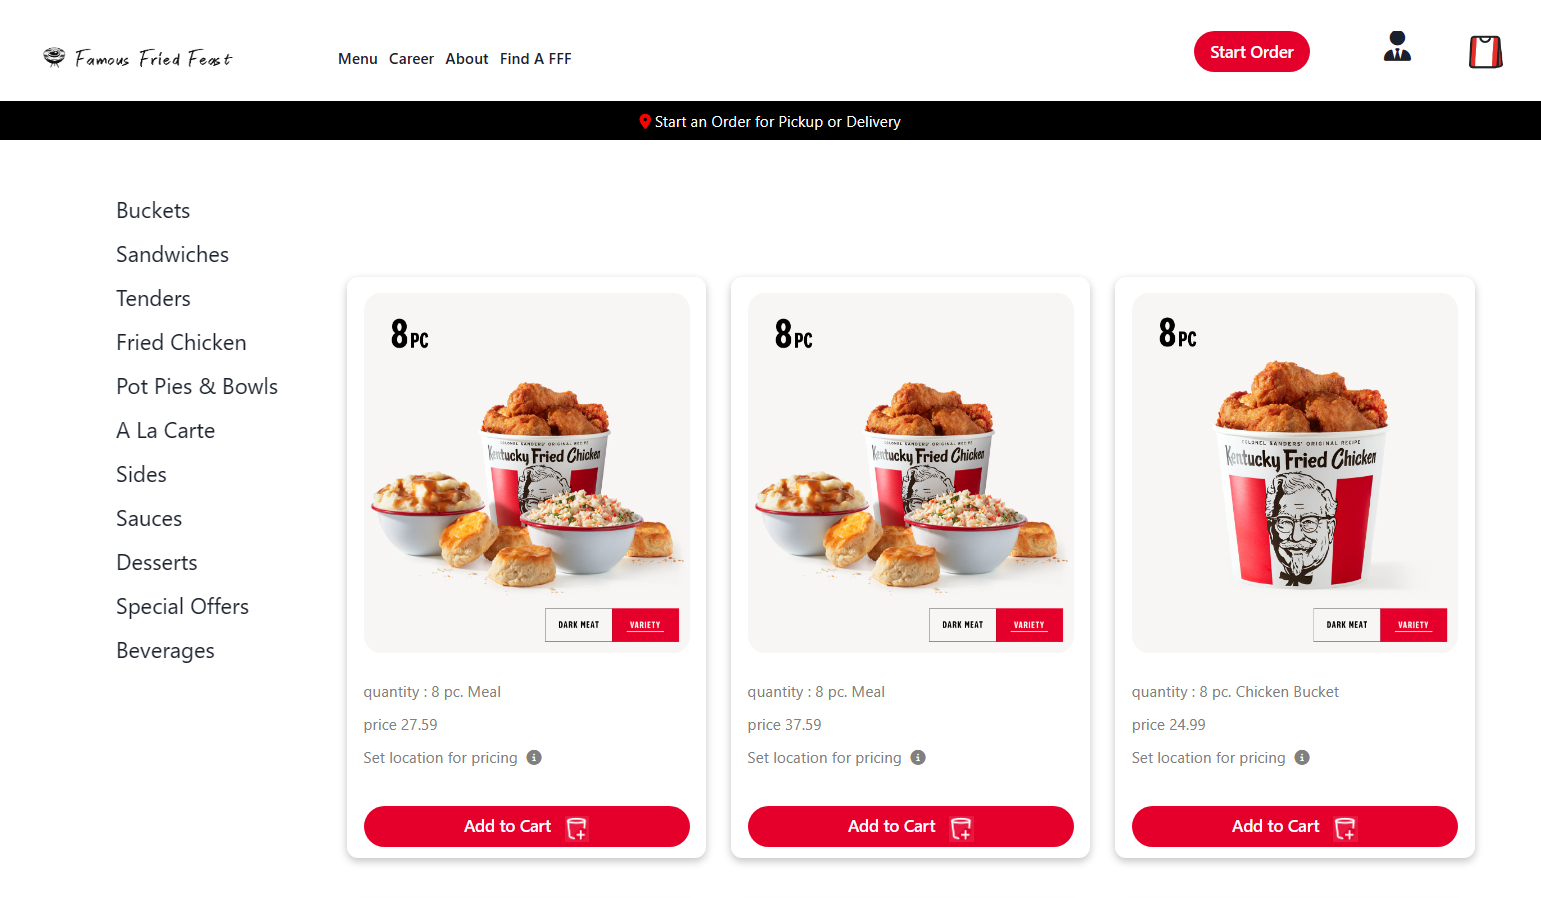 Famous Fried Feast
Menu Career About Find A FFF
Start Order
Start an Order for Pickup or Delivery
Buckets
Sandwiches
Tenders
Fried Chicken
Pot Pies & Bowls
A La Carte
Sides
Sauces
Desserts
Special Offers
Beverages
8 PC
COLONEL SANDERS' ORIGINAL RECIPE
Kentucky Fried Chicken
DARK MEAT VARIETY
quantity : 8 pc. Meal
price 27.59
Set location for pricing
Add to Cart
8 PC
COLONEL SANDERS' ORIGINAL RECIPE
Kentucky Fried Chicken
DARK MEAT VARIETY
quantity : 8 pc. Meal
price 37.59
Set location for pricing
Add to Cart
8 PC
COLONEL SANDERS' ORIGINAL RECIPE
Kentucky Fried Chicken
DARK MEAT VARIETY
quantity : 8 pc. Chicken Bucket
price 24.99
Set location for pricing
Add to Cart